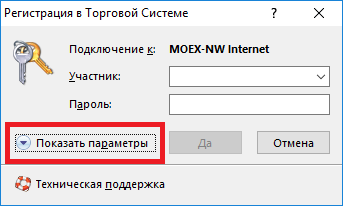 Регистрация в Торговой Системе
Подключение к: MOEX-NW Internet
Участник:
Пароль:
Показать параметры Да Отмена
Техническая поддержка